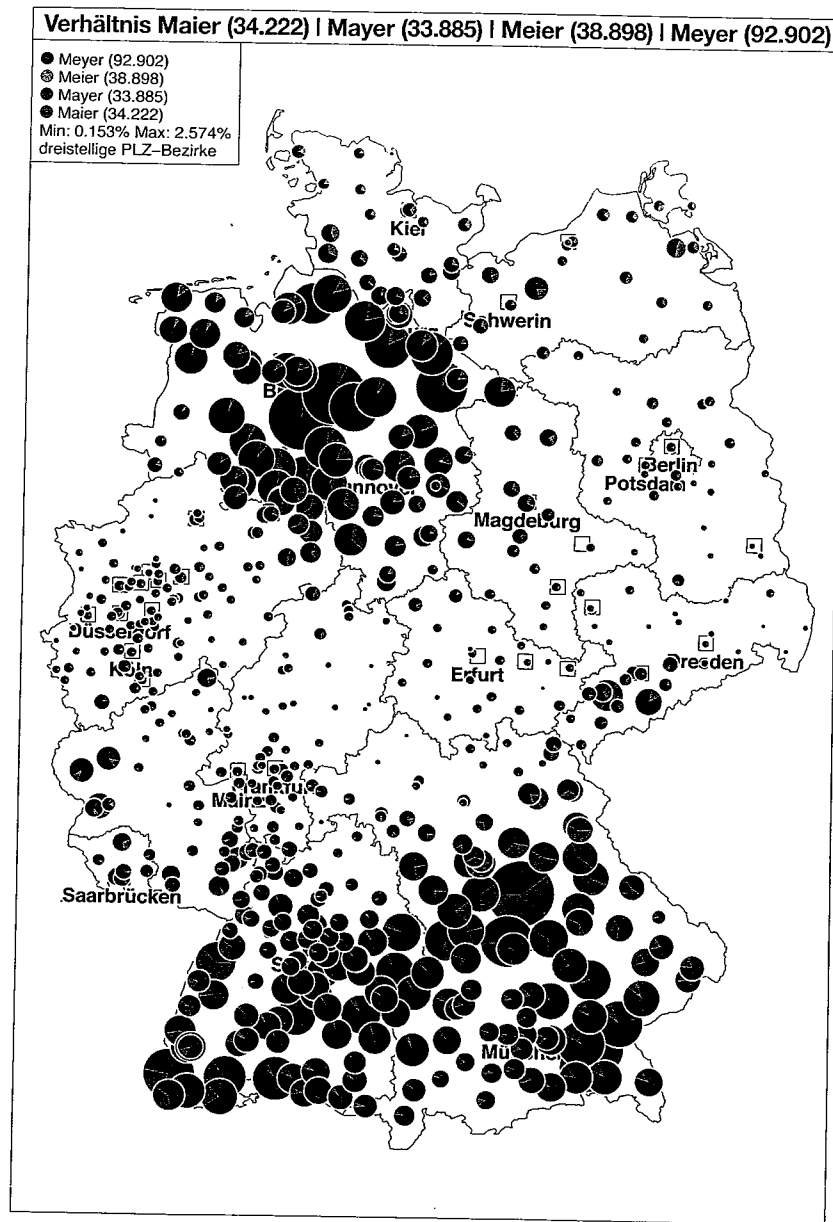 Verhältnis Maier (34.222) | Mayer (33.885) | Meier (38.898) | Meyer (92.902)
Meyer (92.902)
Meier (38.898)
Mayer (33.885)
Maier (34.222)
Min: 0.153% Max: 2.574%
dreistellige PLZ–Bezirke
Kiel
Schwerin
Berlin
Potsdam
Magdeburg
Düsseldorf
Köln
Erfurt
Dresden
Saarbrücken